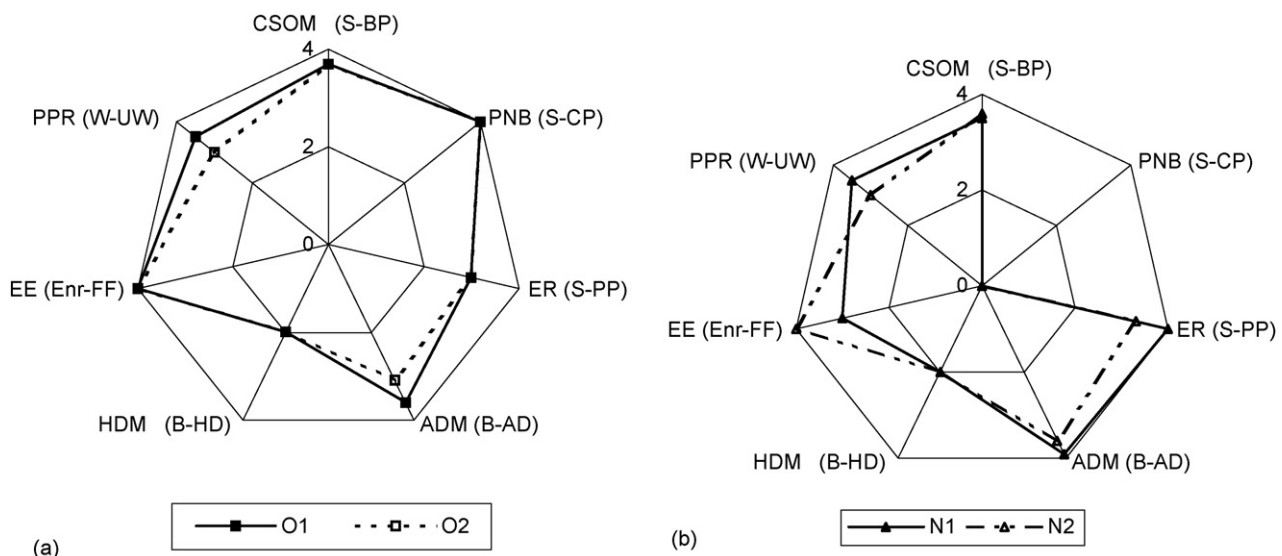 CSOM (S-BP)
4
PNB (S-CP)
PPR (W-UW)
2
0
EE (Enr-FF)
ER (S-PP)
HDM (B-HD)
ADM (B-AD)
O1 O2
(a)
CSOM (S-BP)
4
PPR (W-UW)
PNB (S-CP)
2
0
EE (Enr-FF)
ER (S-PP)
HDM (B-HD)
ADM (B-AD)
N1 N2
(b)